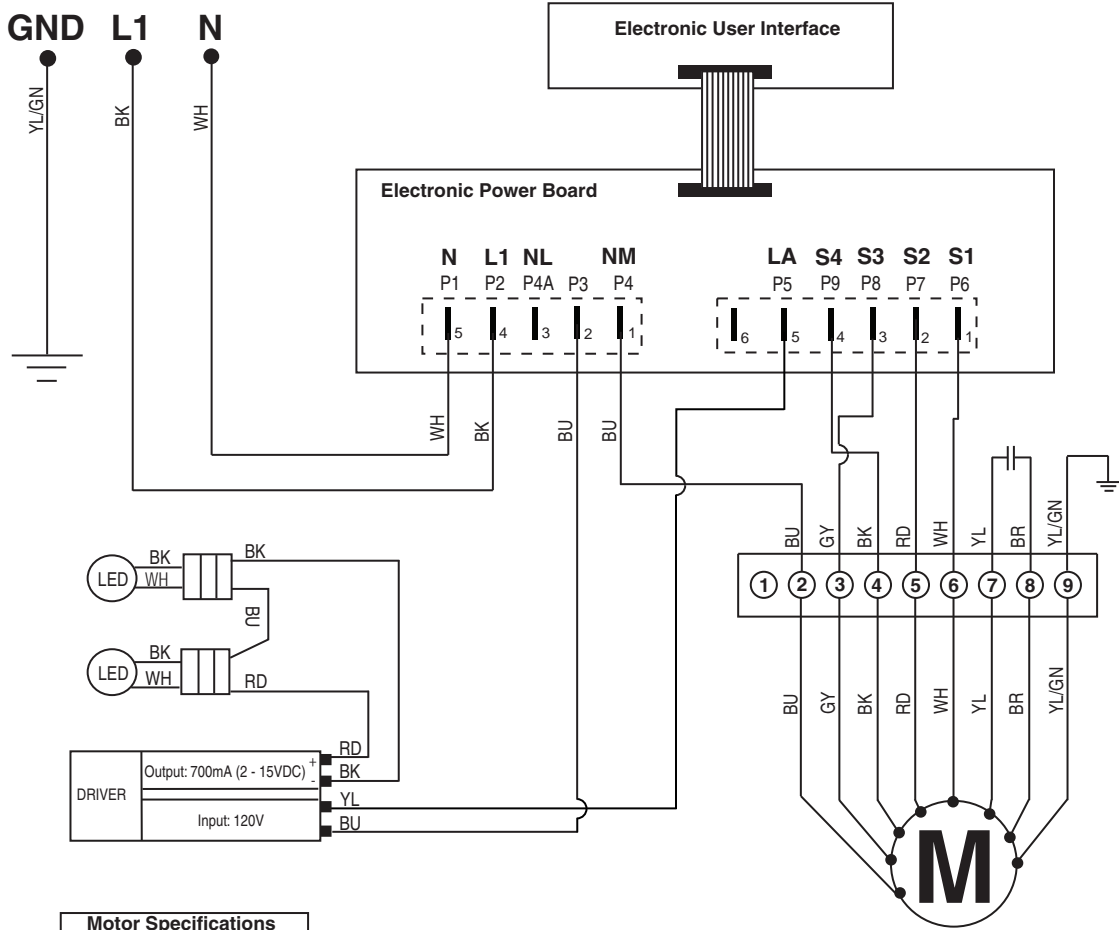 GND L1 N
Electronic User Interface
YL/GN
BK
WH
Electronic Power Board
N L1 NL NM LA S4 S3 S2 S1
P1 P2 P4A P3 P4 P5 P9 P8 P7 P6
5 4 3 2 1 6 5 4 3 2 1
WH BK BU BU
BU GY BK RD WH YL BR YL/GN
1 2 3 4 5 6 7 8 9
LED BK WH BK
BU
LED BK WH RD
BU GY BK RD WH YL BR YL/GN
DRIVER
Output: 700mA (2 - 15VDC) + -
Input: 120V
RD
BK
YL
BU
M
Motor Specifications